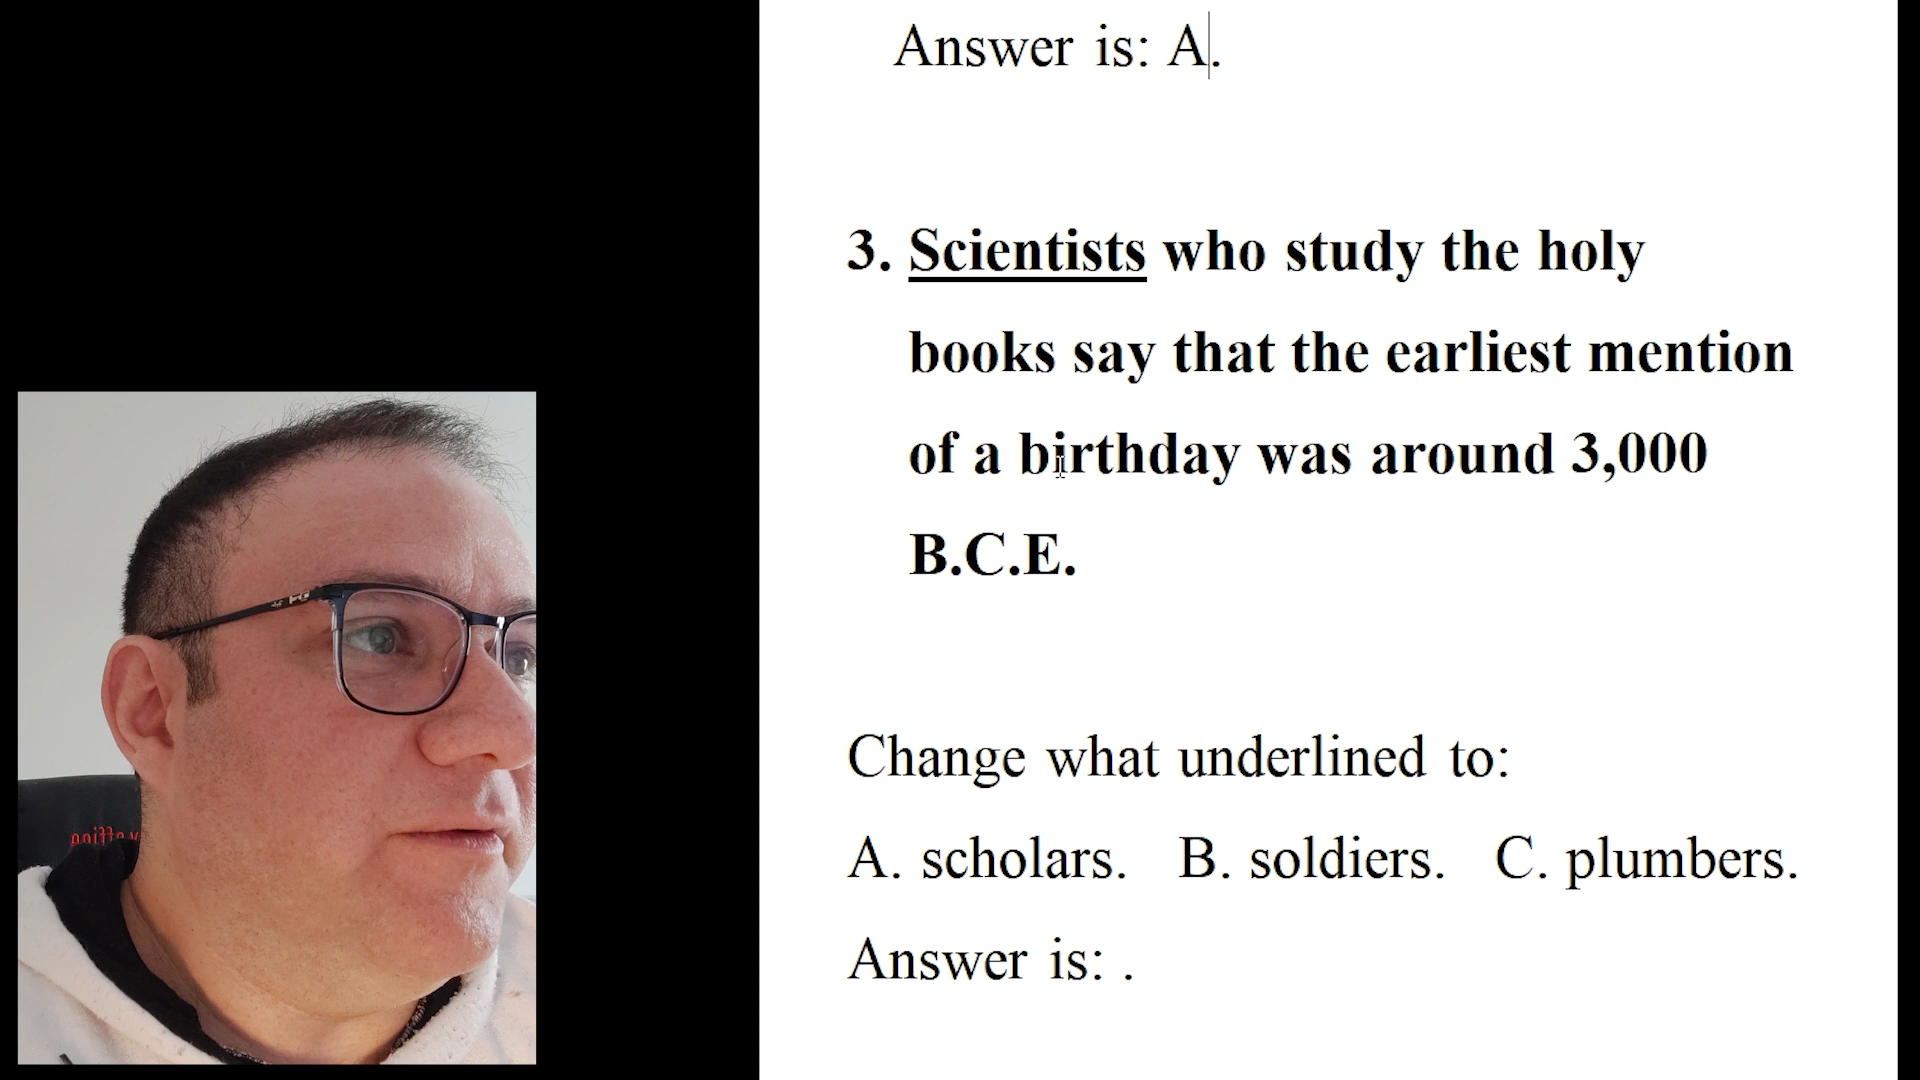 Answer is: A.
3. Scientists who study the holy
books say that the earliest mention
of a birthday was around 3,000
B.C.E.
Change what underlined to:
A. scholars. B. soldiers. C. plumbers.
Answer is: .